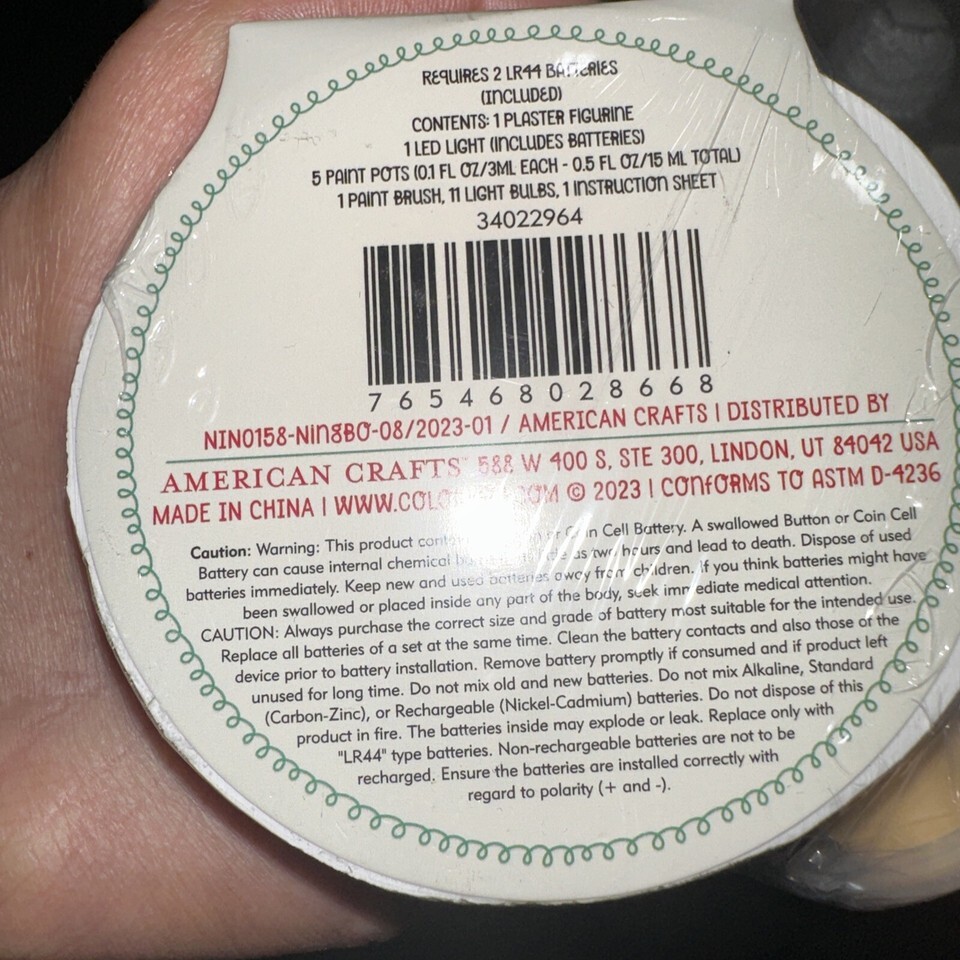 REQUIRES 2 LR44 BATTERIES
(INCLUDED)
CONTENTS: 1 PLASTER FIGURINE
1 LED LIGHT (INCLUDES BATTERIES)
5 PAINT POTS (0.1 FL OZ/3ML EACH - 0.5 FL OZ/15 ML TOTAL)
1 PAINT BRUSH, 11 LIGHT BULBS, 1 INSTRUCTION SHEET
34022964
765468028668
NIN0158-NINGBO-08/2023-01 / AMERICAN CRAFTS | DISTRIBUTED BY
AMERICAN CRAFTS™ 588 W 400 S, STE 300, LINDON, UT 84042 USA
MADE IN CHINA | WWW. © 2023 | CONFORMS TO ASTM D-4236
Caution: Warning: This product or Coin Cell Battery. A swallowed Button or Coin Cell
Battery can cause internal chemical as two hours and lead to death. Dispose of used
batteries immediately. Keep new and used batteries away from children. If you think batteries might have
been swallowed or placed inside any part of the body, seek immediate medical attention.
CAUTION: Always purchase the correct size and grade of battery most suitable for the intended use.
Replace all batteries of a set at the same time. Clean the battery contacts and also those of the
device prior to battery installation. Remove battery promptly if consumed and if product left
unused for long time. Do not mix old and new batteries. Do not mix Alkaline, Standard
(Carbon-Zinc), or Rechargeable (Nickel-Cadmium) batteries. Do not dispose of this
product in fire. The batteries inside may explode or leak. Replace only with
"LR44" type batteries. Non-rechargeable batteries are not to be
recharged. Ensure the batteries are installed correctly with
regard to polarity (+ and -).